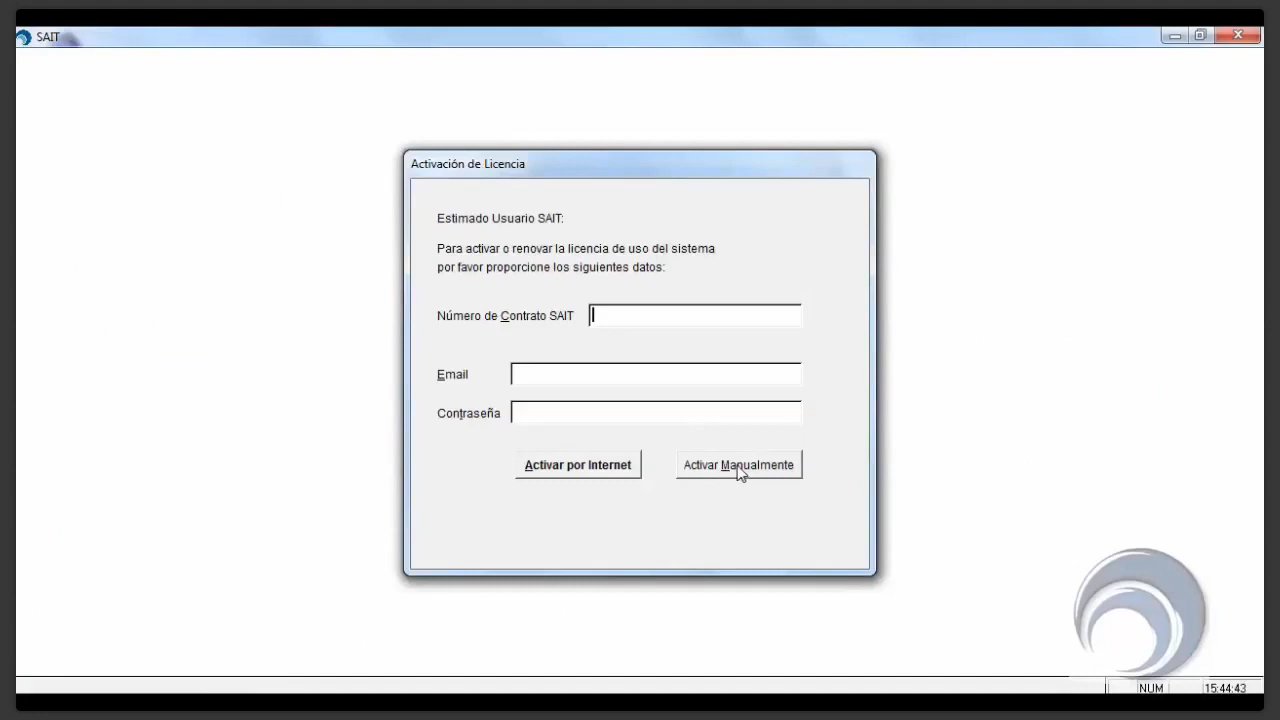 SAIT
Activación de Licencia
Estimado Usuario SAIT:
Para activar o renovar la licencia de uso del sistema
por favor proporcione los siguientes datos:
Número de Contrato SAIT
Email
Contraseña
Activar por Internet
Activar Manualmente
NUM
15:44:43